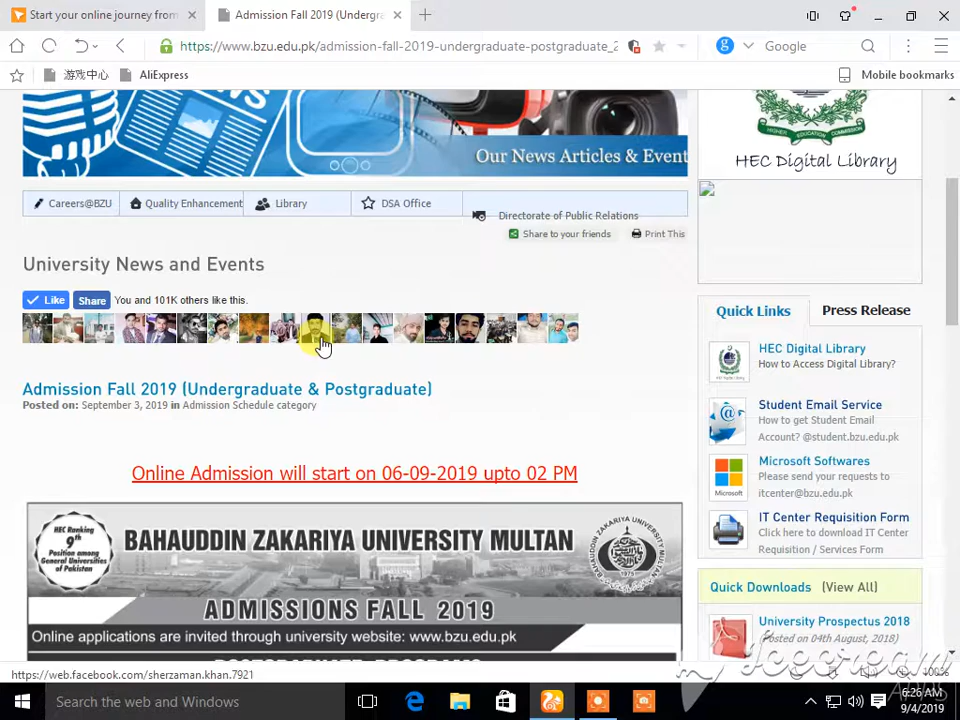 Start your online journey from
Admission Fall 2019 (Undergra
https://www.bzu.edu.pk/admission-fall-2019-undergraduate-postgraduate_2
Google
游戏中心
AliExpress
Mobile bookmarks
Our News Articles & Event
HIGHER EDUCATION COMMISSION
HEC Digital Library
Careers@BZU
Quality Enhancement
Library
DSA Office
Directorate of Public Relations
Share to your friends
Print This
University News and Events
Like
Share
You and 101K others like this.
Quick Links
Press Release
HEC Digital Library
How to Access Digital Library?
Admission Fall 2019 (Undergraduate & Postgraduate)
Posted on: September 3, 2019 in Admission Schedule category
Student Email Service
How to get Student Email
Account? @student.bzu.edu.pk
Online Admission will start on 06-09-2019 upto 02 PM
Microsoft Softwares
Please send your requests to
itcenter@bzu.edu.pk
Microsoft
IT Center Requisition Form
Click here to download IT Center
Requisition / Services Form
HEC Ranking
9th
Position among
General Universities
of Pakistan
BAHAUDDIN ZAKARIYA UNIVERSITY MULTAN
1975
ADMISSIONS FALL 2019
Online applications are invited through university website: www.bzu.edu.pk
POSTGRADUATE PROGRAMS
Quick Downloads (View All)
University Prospectus 2018
(Posted on 04th August, 2018)
https://web.facebook.com/sherzaman.khan.7921
100%
Icecream
APPS
Search the web and Windows
6:26 AM
9/4/2019